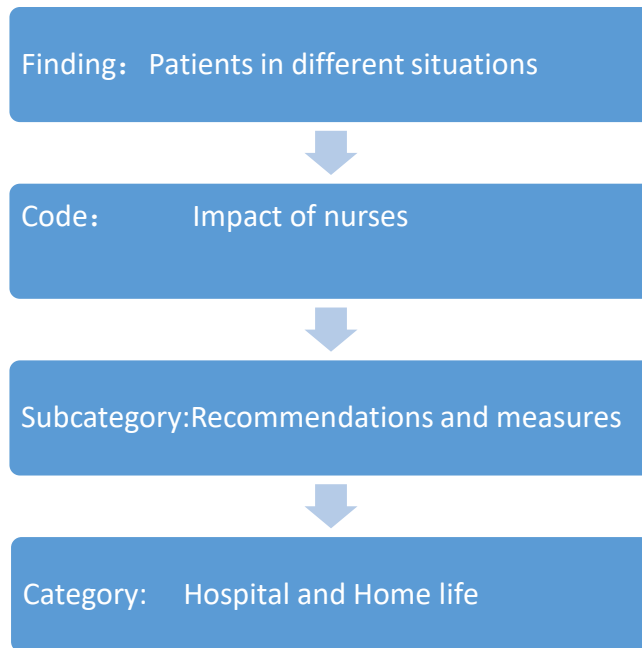 Finding： Patients in different situations
Code： Impact of nurses
Subcategory:Recommendations and measures
Category: Hospital and Home life